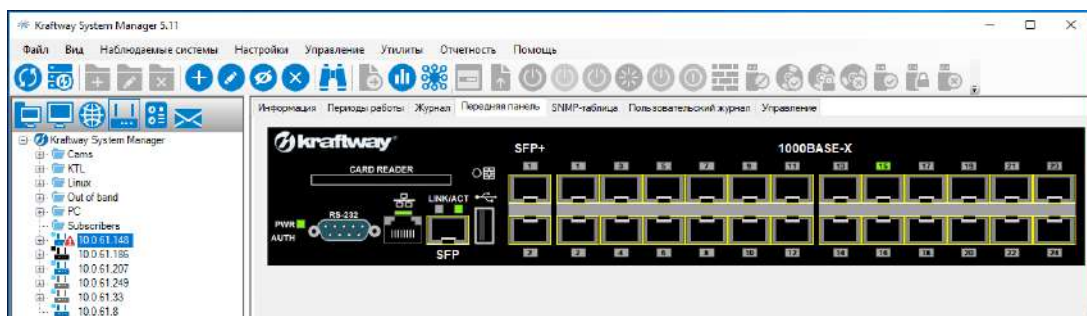 Kraftway System Manager 5.11
Файл Вид Наблюдаемые системы Настройки Управление Утилиты Отчетность Помощь
Информация Периоды работы Журнал Передняя панель SNMP-таблица Пользовательский журнал Управление
Kraftway System Manager
Cams
KTL
Linux
Out of band
PC
Subscribers
10.0.61.148
10.0.61.186
10.0.61.207
10.0.61.249
10.0.61.33
10.0.61.8
kraftway
SFP+ 1000BASE-X
CARD READER
1 1 3 5 7 9 11 13 15 17 19 21 23
LINK/ACT
RS-232
PWR
AUTH
SFP
2 2 4 6 8 10 12 14 16 18 20 22 24